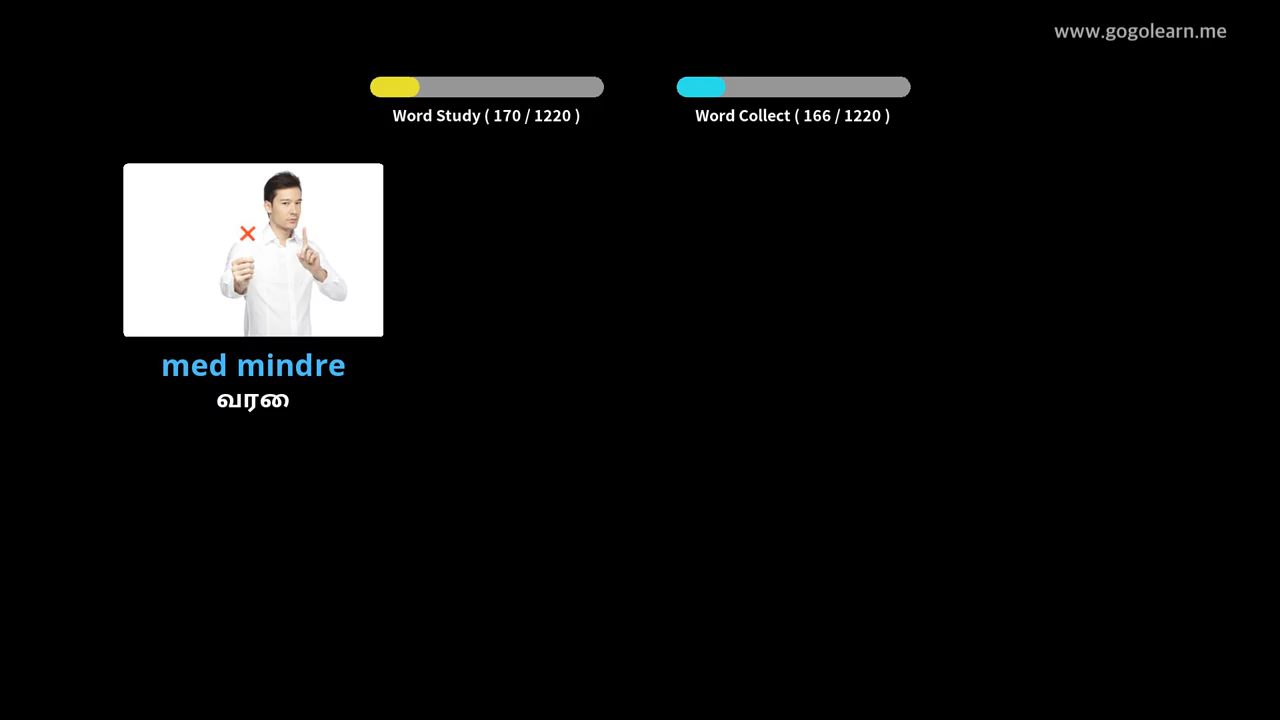 www.gogolearn.me
Word Study ( 170 / 1220 )
Word Collect ( 166 / 1220 )
med mindre
வரை